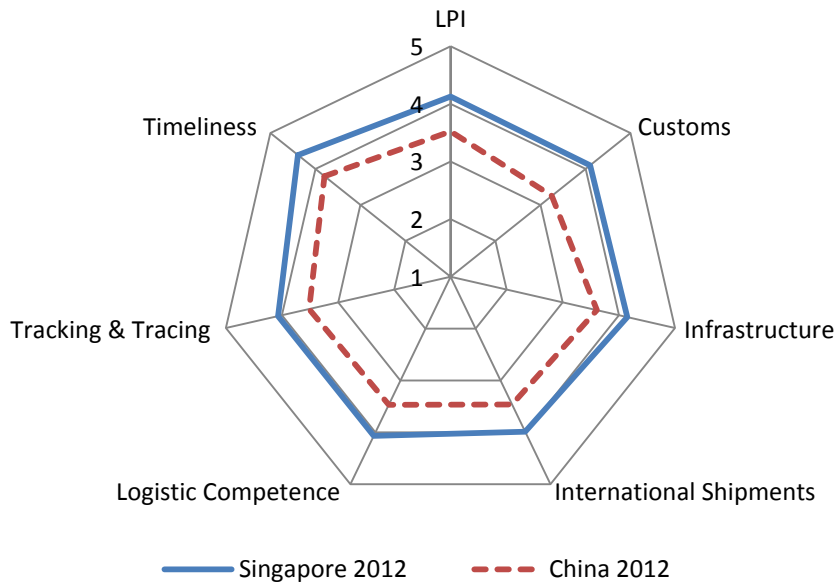 LPI
5
Timeliness
4
Customs
3
2
1
Tracking & Tracing
Infrastructure
Logistic Competence
International Shipments
Singapore 2012
China 2012